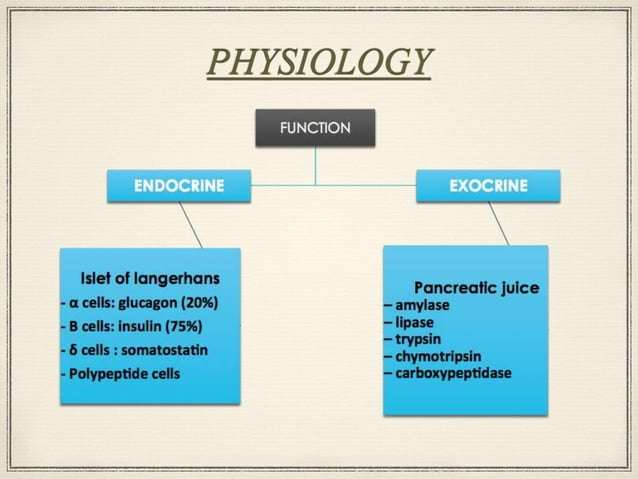 PHYSIOLOGY
FUNCTION
ENDOCRINE
EXOCRINE
Islet of langerhans
- α cells: glucagon (20%)
- B cells: insulin (75%)
- δ cells : somatostatin
- Polypeptide cells
Pancreatic juice
– amylase
– lipase
– trypsin
– chymotripsin
– carboxypeptidase